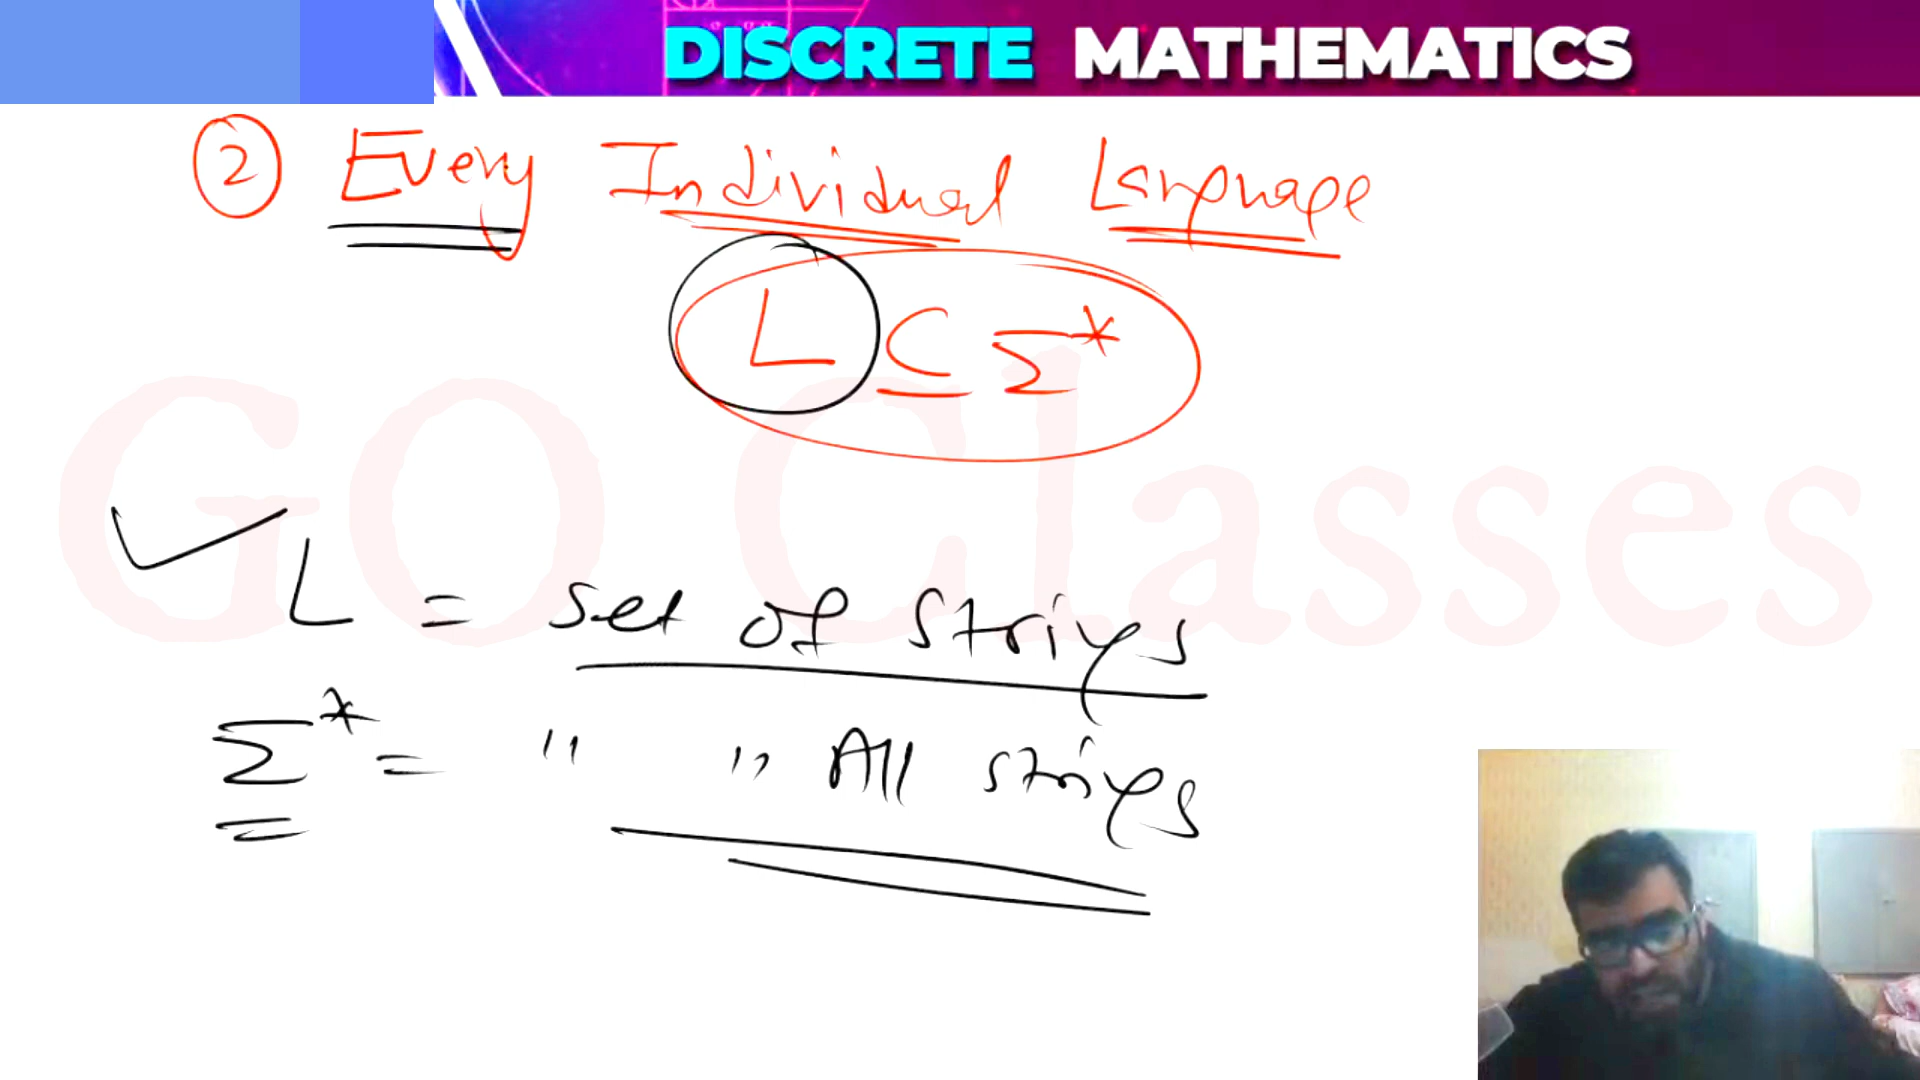 DISCRETE MATHEMATICS
② Every Individual Language
L ⊆ Σ*
GO Classes
L = set of strings
Σ* = " " All strings